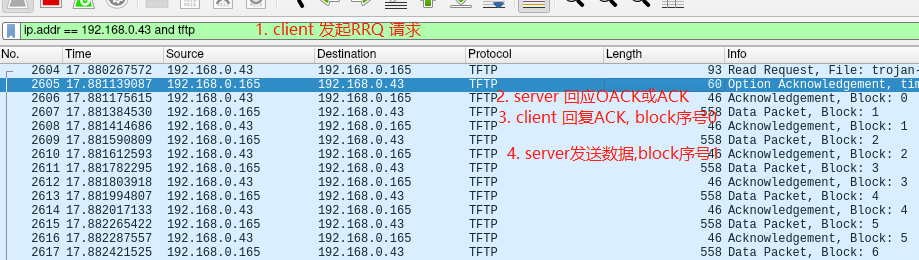 ip.addr == 192.168.0.43 and tftp
1. client 发起RRQ 请求
No. Time Source Destination Protocol Length Info
2604 17.880267572 192.168.0.43 192.168.0.165 TFTP 93 Read Request, File: trojan-
2605 17.881139087 192.168.0.165 192.168.0.43 TFTP 60 Option Acknowledgement, tim
2. server 回应OACK或ACK
2606 17.881175615 192.168.0.43 192.168.0.165 TFTP 46 Acknowledgement, Block: 0
2607 17.881384530 192.168.0.165 192.168.0.43 TFTP 558 Data Packet, Block: 1
3. client 回复ACK, block序号0
2608 17.881414686 192.168.0.43 192.168.0.165 TFTP 46 Acknowledgement, Block: 1
2609 17.881590809 192.168.0.165 192.168.0.43 TFTP 558 Data Packet, Block: 2
2610 17.881612593 192.168.0.43 192.168.0.165 TFTP 46 Acknowledgement, Block: 2
4. server发送数据,block序号1
2611 17.881782295 192.168.0.165 192.168.0.43 TFTP 558 Data Packet, Block: 3
2612 17.881803918 192.168.0.43 192.168.0.165 TFTP 46 Acknowledgement, Block: 3
2613 17.881994807 192.168.0.165 192.168.0.43 TFTP 558 Data Packet, Block: 4
2614 17.882017133 192.168.0.43 192.168.0.165 TFTP 46 Acknowledgement, Block: 4
2615 17.882265422 192.168.0.165 192.168.0.43 TFTP 558 Data Packet, Block: 5
2616 17.882287557 192.168.0.43 192.168.0.165 TFTP 46 Acknowledgement, Block: 5
2617 17.882421525 192.168.0.165 192.168.0.43 TFTP 558 Data Packet, Block: 6